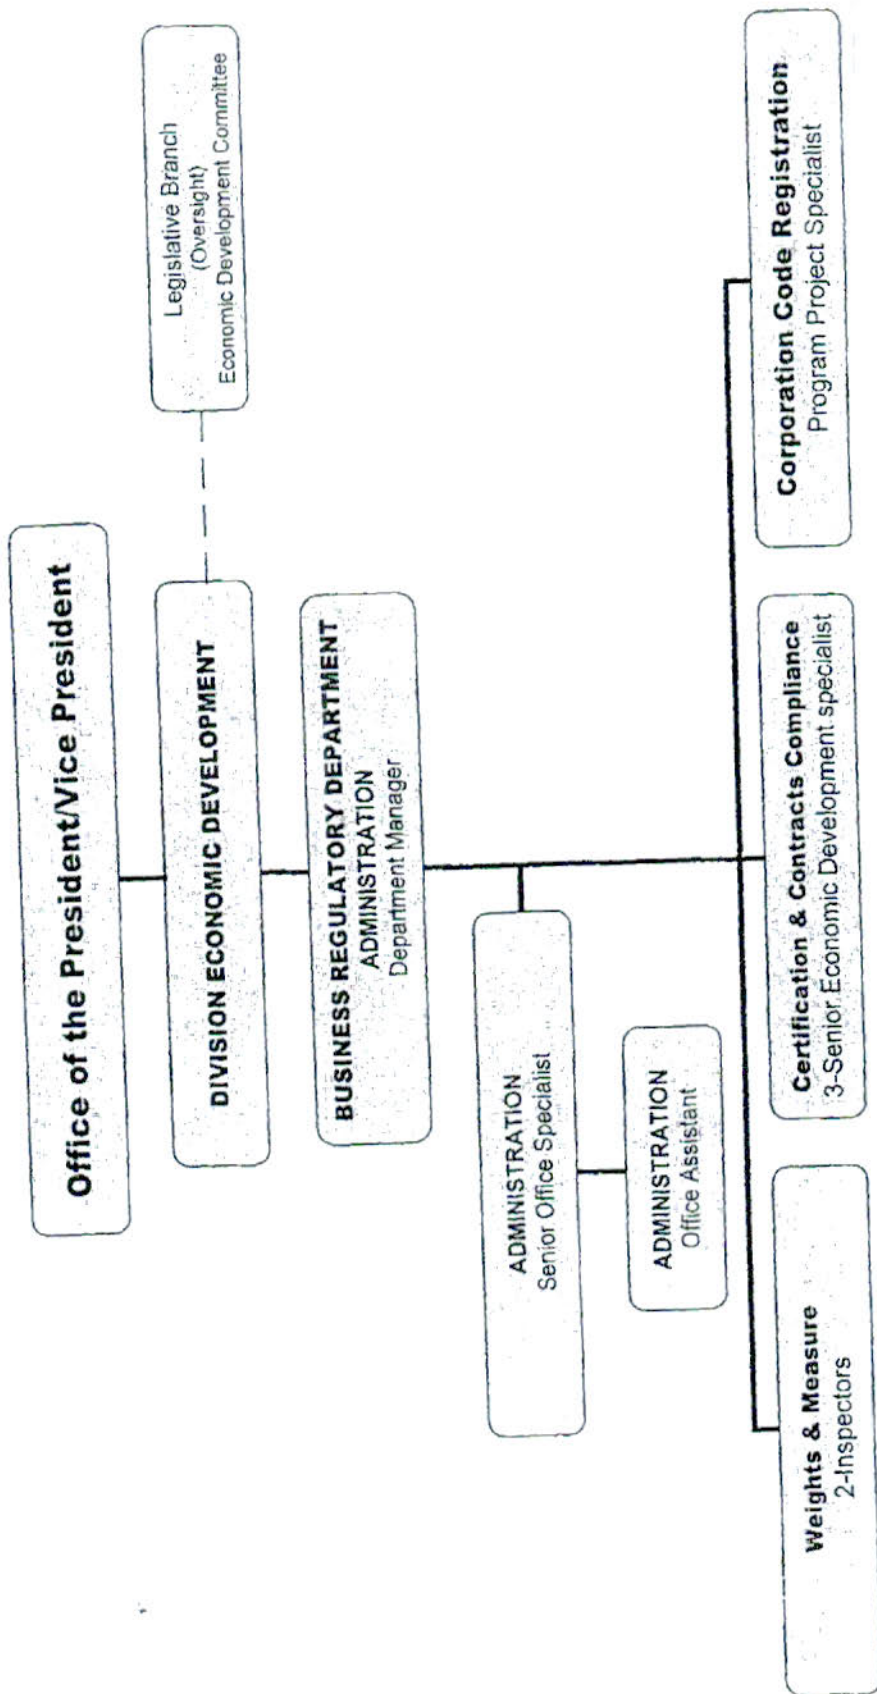 Office of the President/Vice President
DIVISION ECONOMIC DEVELOPMENT
Legislative Branch
(Oversight)
Economic Development Committee
BUSINESS REGULATORY DEPARTMENT
ADMINISTRATION
Department Manager
ADMINISTRATION
Senior Office Specialist
ADMINISTRATION
Office Assistant
Weights & Measure
2-Inspectors
Certification & Contracts Compliance
3-Senior Economic Development specialist
Corporation Code Registration
Program Project Specialist